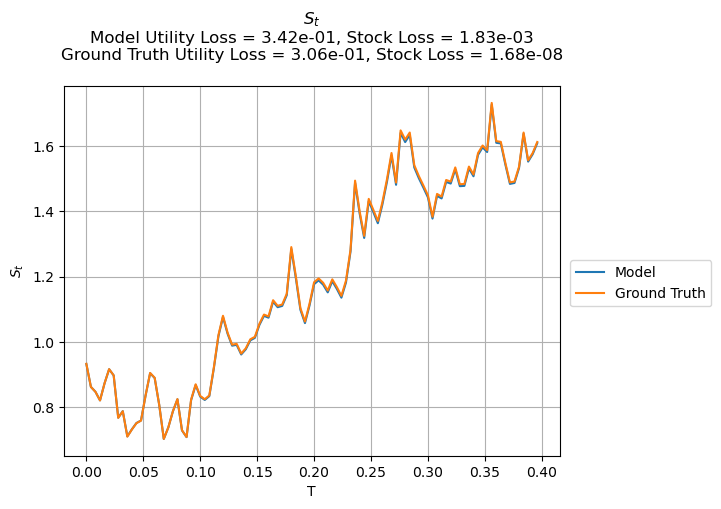 S_t
Model Utility Loss = 3.42e-01, Stock Loss = 1.83e-03
Ground Truth Utility Loss = 3.06e-01, Stock Loss = 1.68e-08
1.6
1.4
1.2
1.0
0.8
S_t
0.00 0.05 0.10 0.15 0.20 0.25 0.30 0.35 0.40
T
Model
Ground Truth